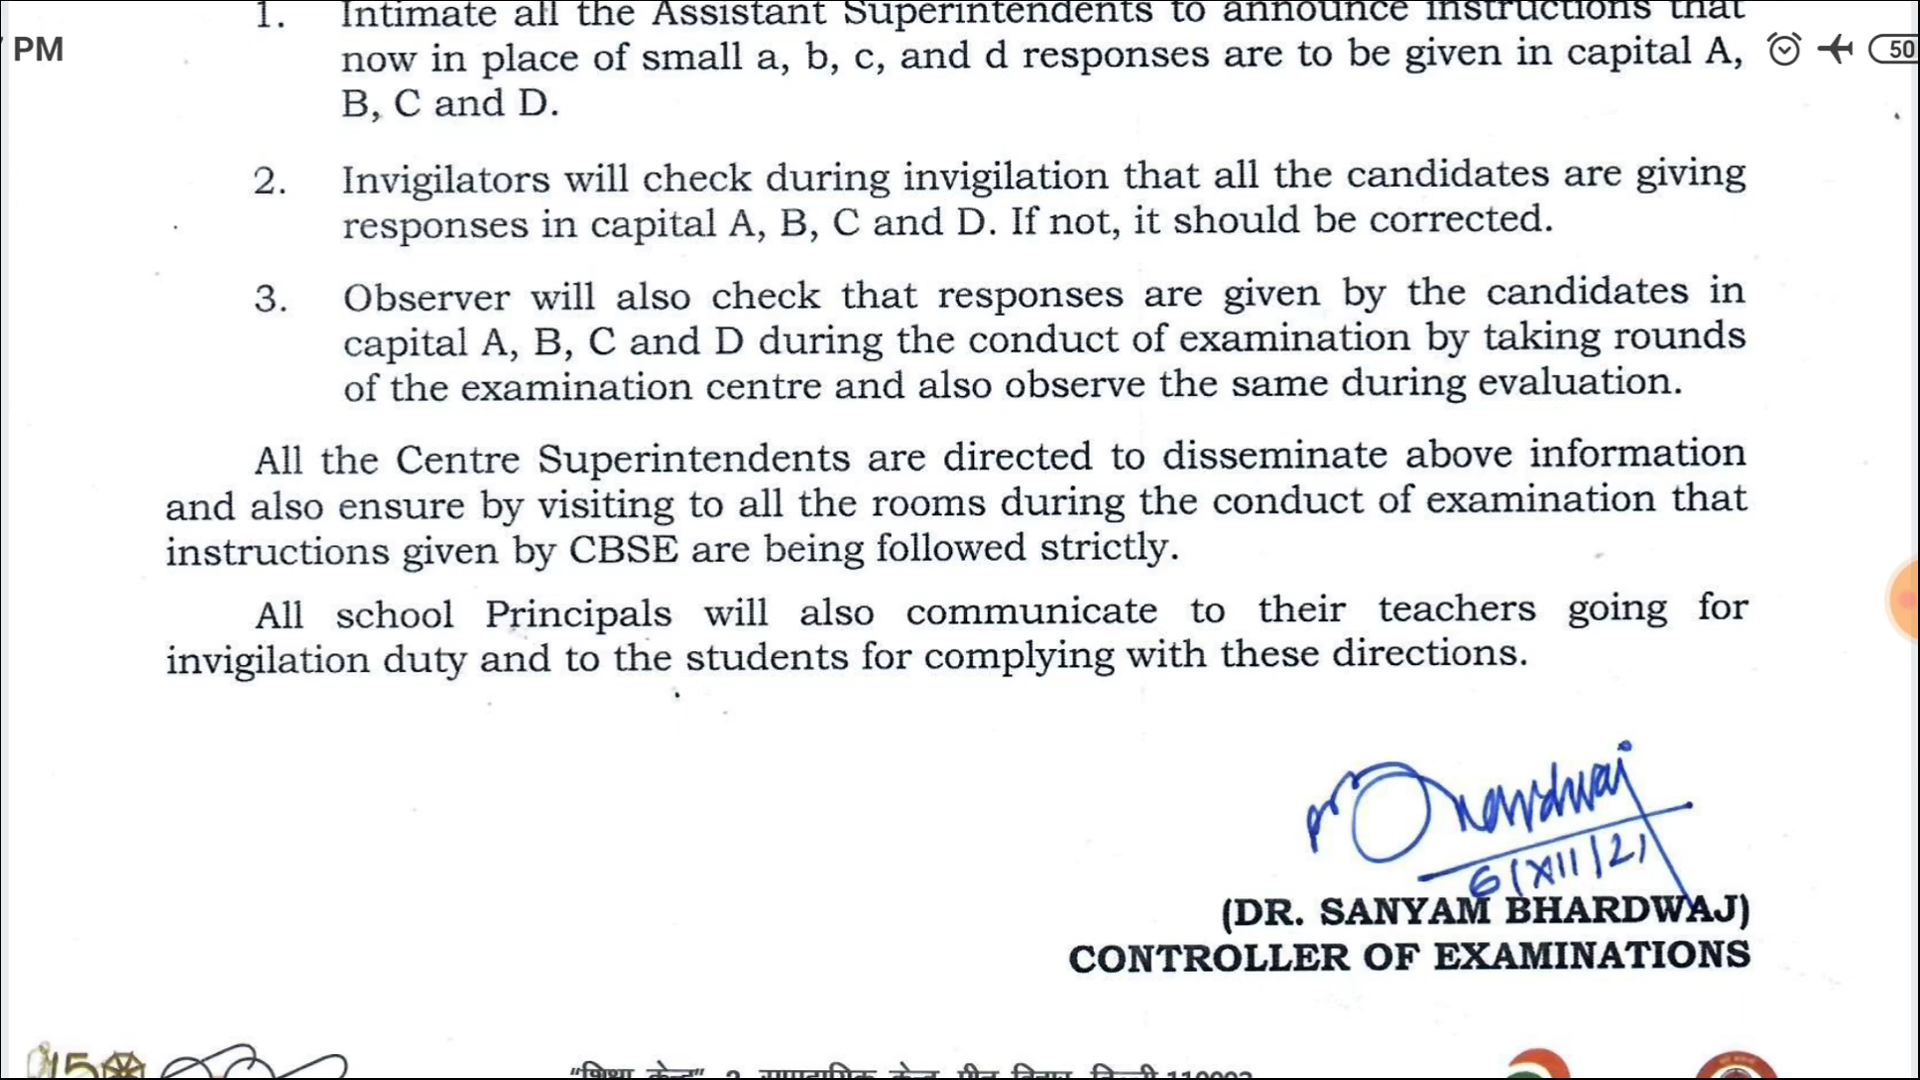 PM
50
1. Intimate all the Assistant Superintendents to announce instructions that
now in place of small a, b, c, and d responses are to be given in capital A,
B, C and D.
2. Invigilators will check during invigilation that all the candidates are giving
responses in capital A, B, C and D. If not, it should be corrected.
3. Observer will also check that responses are given by the candidates in
capital A, B, C and D during the conduct of examination by taking rounds
of the examination centre and also observe the same during evaluation.
All the Centre Superintendents are directed to disseminate above information
and also ensure by visiting to all the rooms during the conduct of examination that
instructions given by CBSE are being followed strictly.
All school Principals will also communicate to their teachers going for
invigilation duty and to the students for complying with these directions.
6/XII/21
(DR. SANYAM BHARDWAJ)
CONTROLLER OF EXAMINATIONS
150
"शिक्षा केन्द्र", 2, सामुदायिक केन्द्र, प्रीत विहार, दिल्ली-110092